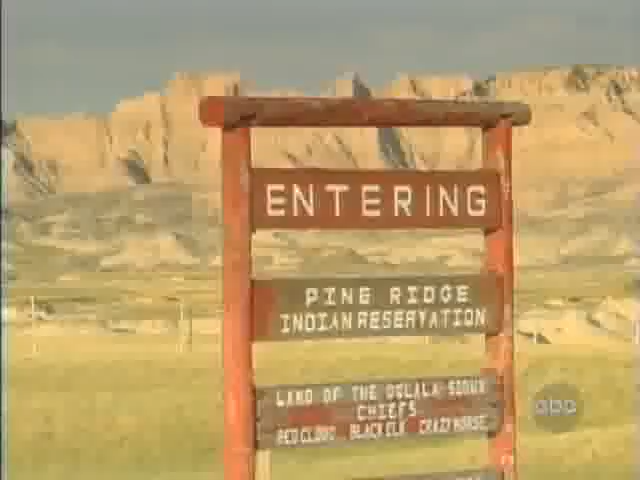 ENTERING
PINE RIDGE
INDIAN RESERVATION
LAND OF THE OGLALA SIOUX
CHIEFS
RED CLOUD BLACK ELK CRAZY HORSE
abc